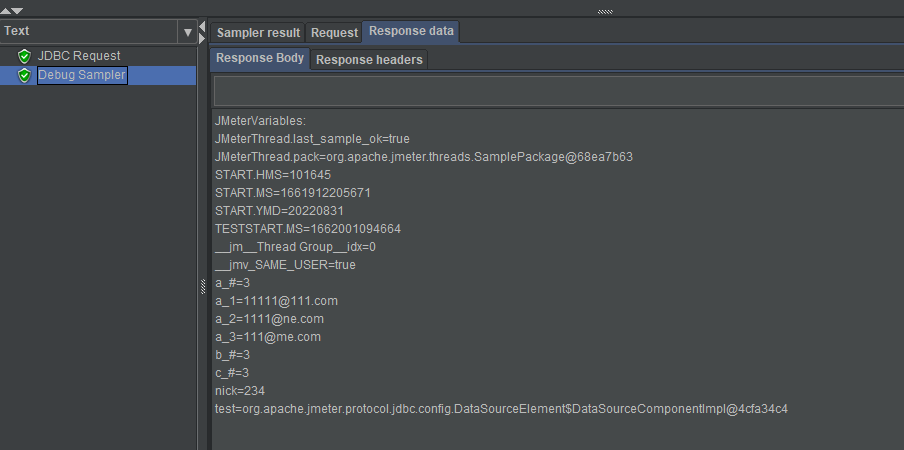 Text
JDBC Request
Debug Sampler
Sampler result Request Response data
Response Body Response headers
JMeterVariables:
JMeterThread.last_sample_ok=true
JMeterThread.pack=org.apache.jmeter.threads.SamplePackage@68ea7b63
START.HMS=101645
START.MS=1661912205671
START.YMD=20220831
TESTSTART.MS=1662001094664
__jm__Thread Group__idx=0
__jmv_SAME_USER=true
a_#=3
a_1=11111@111.com
a_2=1111@ne.com
a_3=111@me.com
b_#=3
c_#=3
nick=234
test=org.apache.jmeter.protocol.jdbc.config.DataSourceElement$DataSourceComponentImpl@4cfa34c4